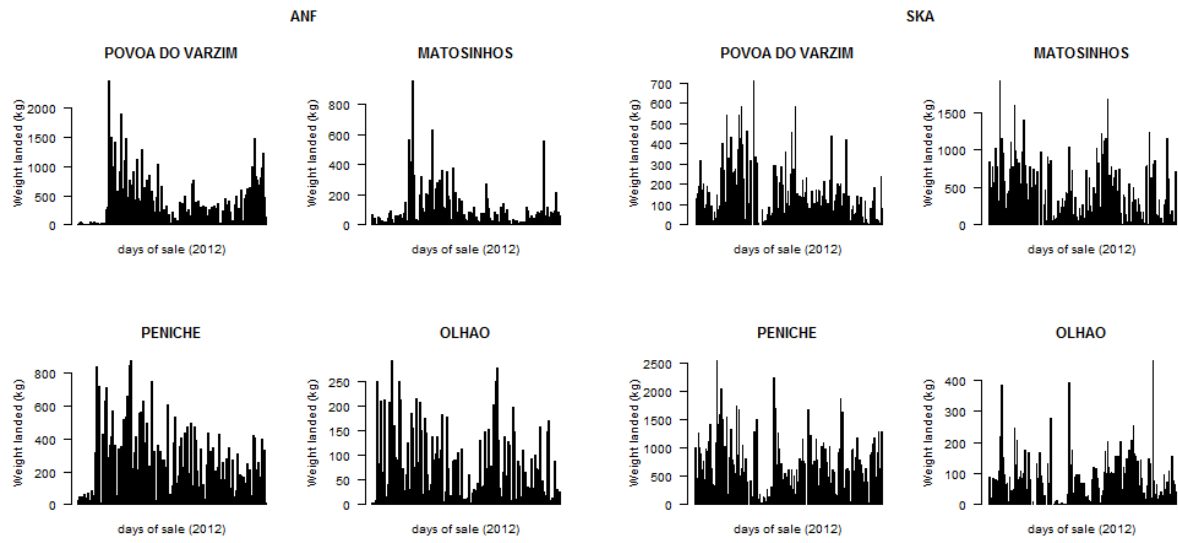 ANF
SKA
POVOA DO VARZIM
MATOSINHOS
POVOA DO VARZIM
MATOSINHOS
Weight landed (kg)
2000
1500
1000
500
0
days of sale (2012)
Weight landed (kg)
800
600
400
200
0
days of sale (2012)
Weight landed (kg)
700
600
500
400
300
200
100
0
days of sale (2012)
Weight landed (kg)
1500
1000
500
0
days of sale (2012)
PENICHE
OLHAO
PENICHE
OLHAO
Weight landed (kg)
800
600
400
200
0
days of sale (2012)
Weight landed (kg)
250
200
150
100
50
0
days of sale (2012)
Weight landed (kg)
2500
2000
1500
1000
500
0
days of sale (2012)
Weight landed (kg)
400
300
200
100
0
days of sale (2012)